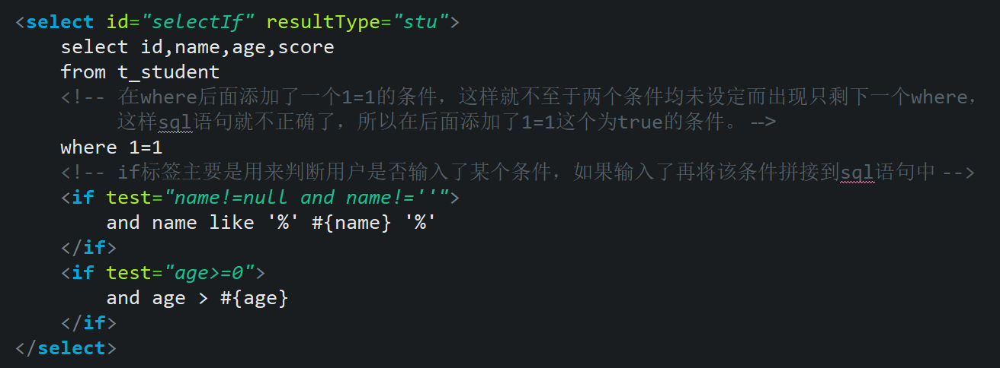 <select id="selectIf" resultType="stu">
    select id,name,age,score
    from t_student
    <!-- 在where后面添加了一个1=1的条件，这样就不至于两个条件均未设定而出现只剩下一个where，
         这样sql语句就不正确了，所以在后面添加了1=1这个为true的条件。-->
    where 1=1
    <!-- if标签主要是用来判断用户是否输入了某个条件，如果输入了再将该条件拼接到sql语句中 -->
    <if test="name!=null and name!=''">
        and name like '%' #{name} '%'
    </if>
    <if test="age>=0">
        and age > #{age}
    </if>
</select>